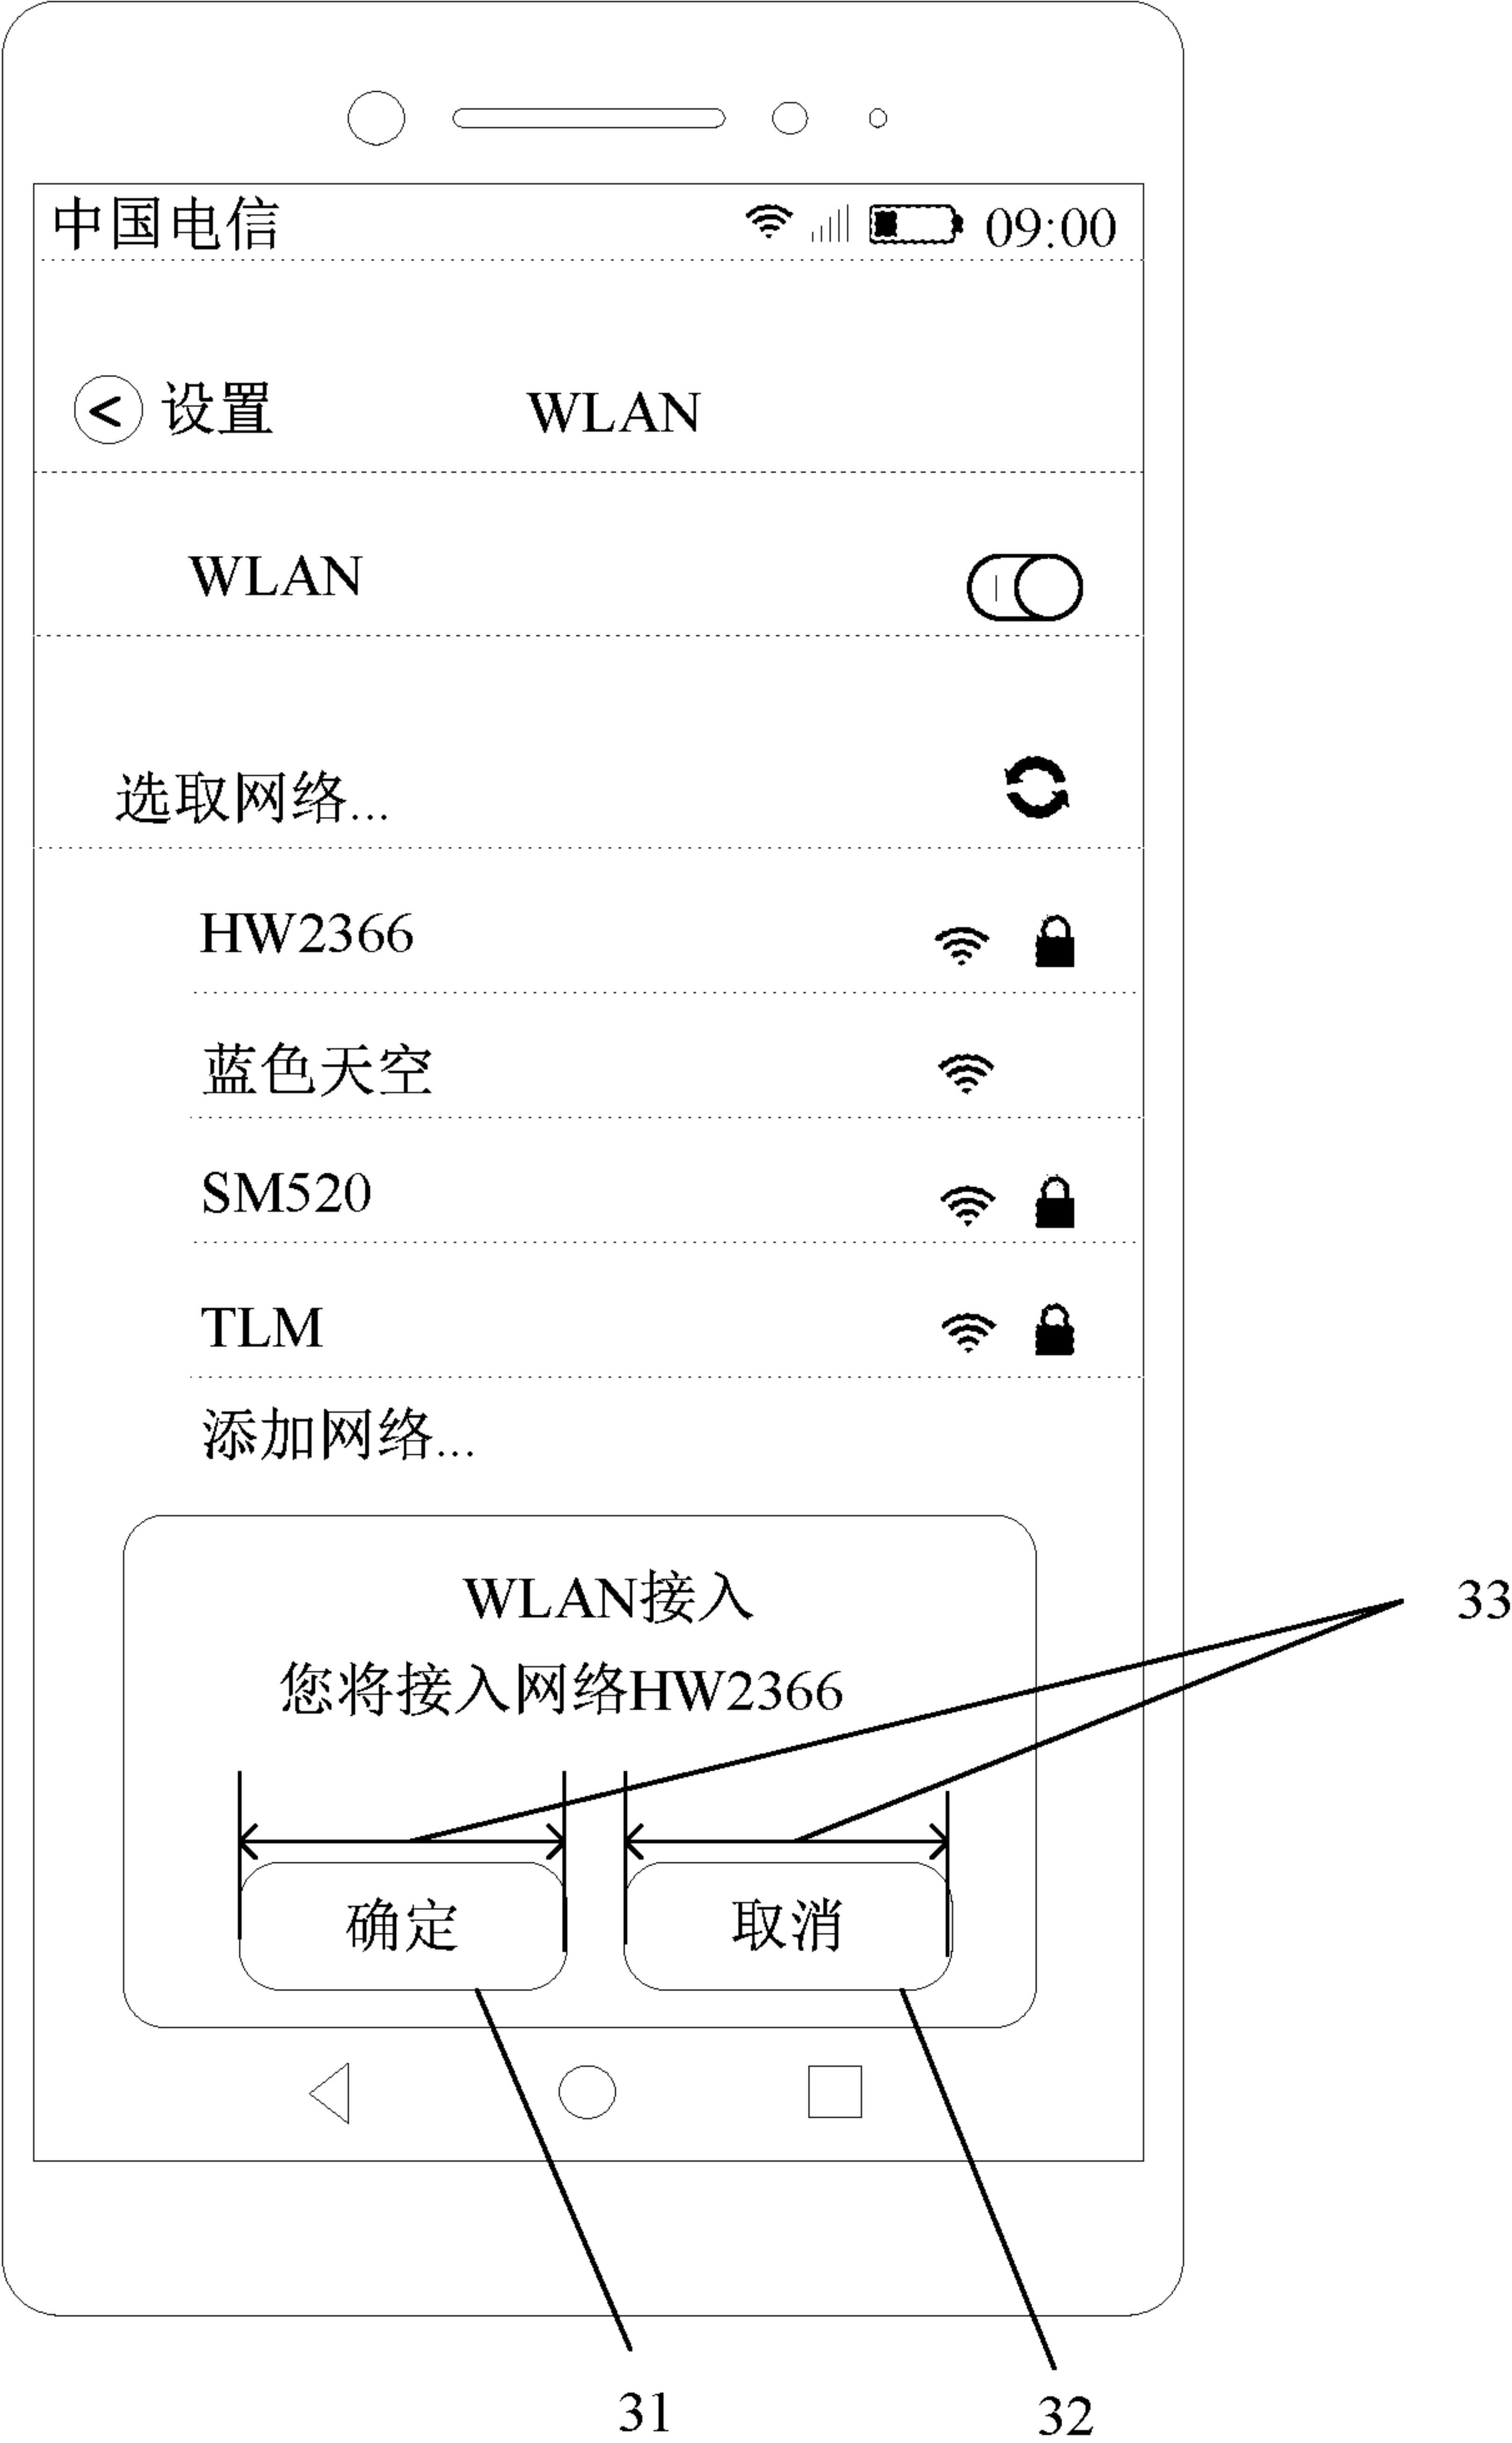 中国电信 09:00
< 设置 WLAN
WLAN
选取网络...
HW2366
蓝色天空
SM520
TLM
添加网络...
WLAN接入
您将接入网络HW2366
33
确定 取消
31 32